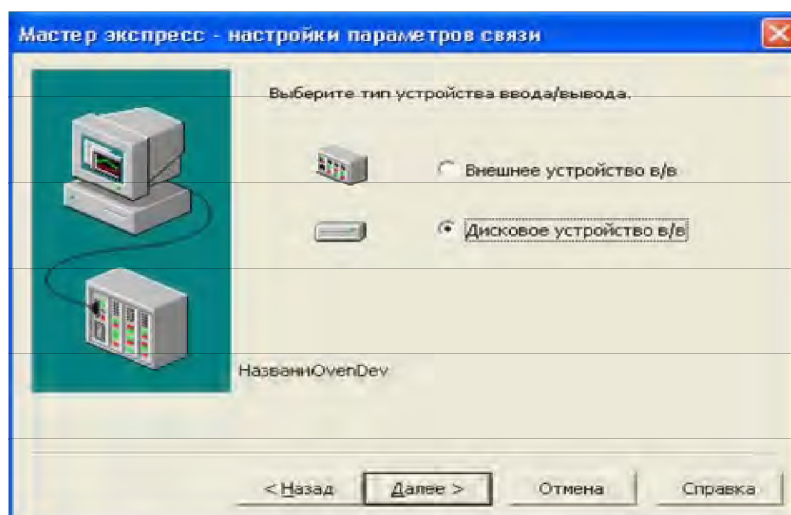 Мастер экспресс - настройки параметров связи
Выберите тип устройства ввода/вывода.
Внешнее устройство в/в
Дисковое устройство в/в
НазваниOvenDev
< Назад
Далее >
Отмена
Справка